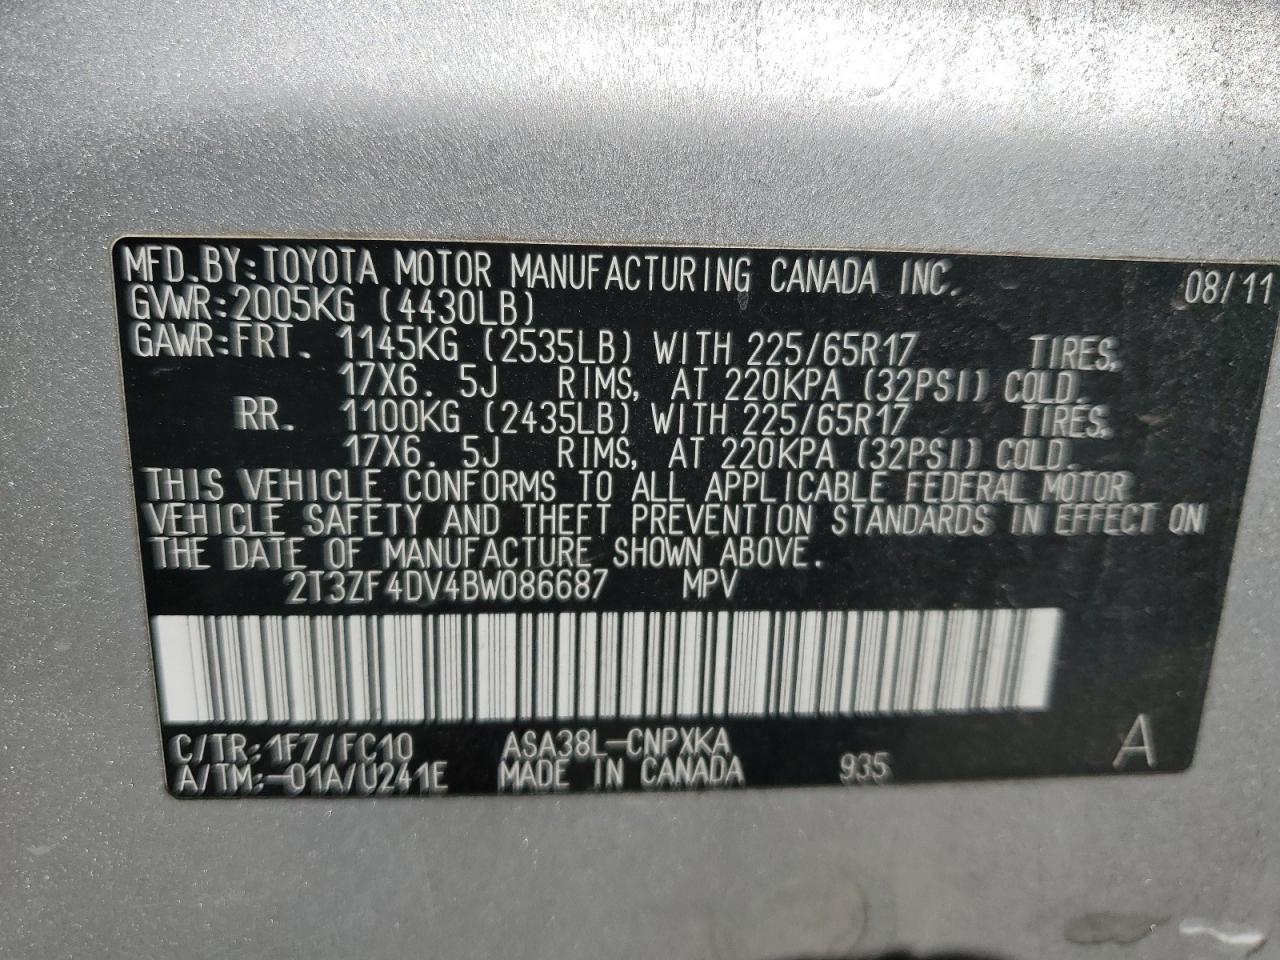 MFD.BY:TOYOTA MOTOR MANUFACTURING CANADA INC. 08/11
GVWR:2005KG (4430LB)
GAWR:FRT. 1145KG (2535LB) WITH 225/65R17 TIRES,
17X6.5J RIMS, AT 220KPA (32PSI) COLD.
RR. 1100KG (2435LB) WITH 225/65R17 TIRES,
17X6.5J RIMS, AT 220KPA (32PSI) COLD.
THIS VEHICLE CONFORMS TO ALL APPLICABLE FEDERAL MOTOR
VEHICLE SAFETY AND THEFT PREVENTION STANDARDS IN EFFECT ON
THE DATE OF MANUFACTURE SHOWN ABOVE.
2T3ZF4DV4BW086687 MPV
C/TR:1F7/FC10 ASA38L-CNPXKA
A/TM:-01A/U241E MADE IN CANADA 935 A